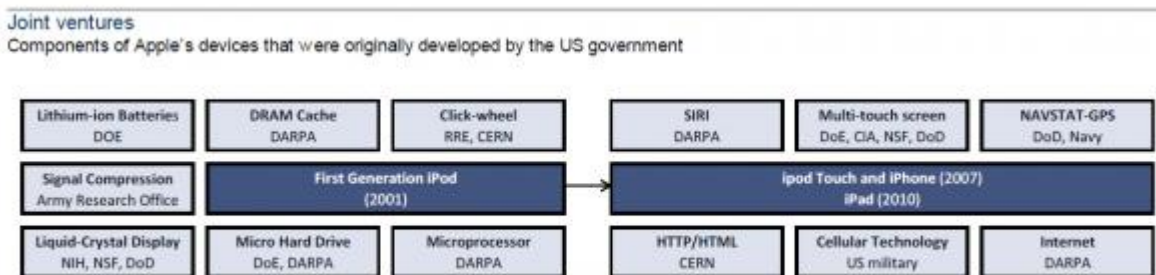 Joint ventures
Components of Apple's devices that were originally developed by the US government
Lithium-ion Batteries
DOE
DRAM Cache
DARPA
Click-wheel
RRE, CERN
SIRI
DARPA
Multi-touch screen
DoE, CIA, NSF, DoD
NAVSTAT-GPS
DoD, Navy
Signal Compression
Army Research Office
First Generation iPod
(2001)
ipod Touch and iPhone (2007)
iPad (2010)
Liquid-Crystal Display
NIH, NSF, DoD
Micro Hard Drive
DoE, DARPA
Microprocessor
DARPA
HTTP/HTML
CERN
Cellular Technology
US military
Internet
DARPA